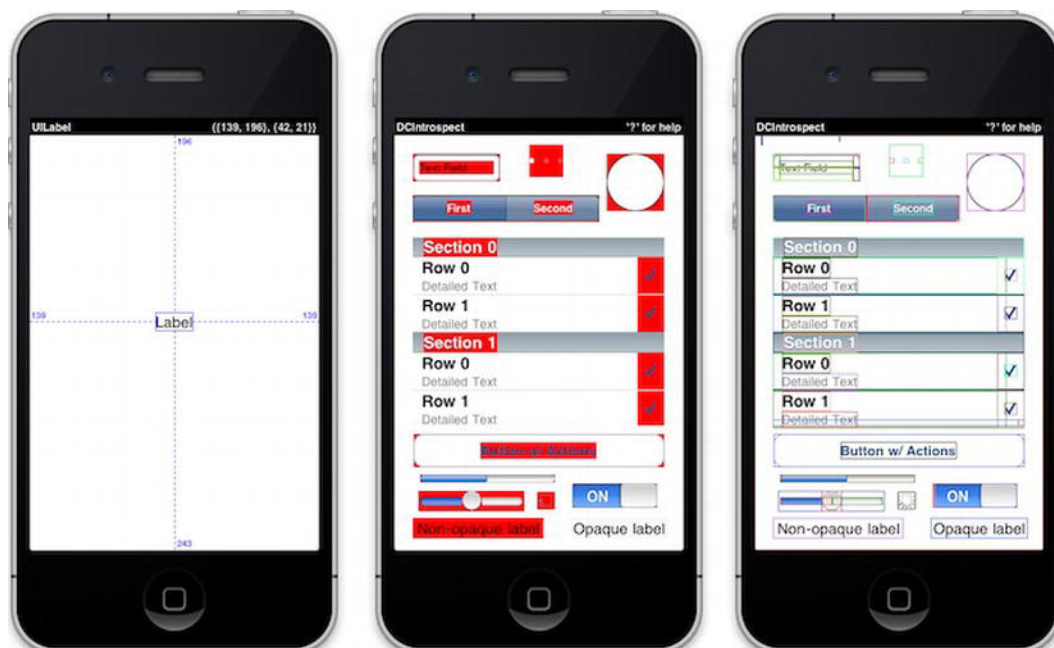 UILabel {{139, 196}, {42, 21}}
196
139 Label 139
243
DCIntrospect '?' for help
Text Field
First Second
Section 0
Row 0
Detailed Text
Row 1
Detailed Text
Section 1
Row 0
Detailed Text
Row 1
Detailed Text
Button w/ Actions
ON
Non-opaque label Opaque label
DCIntrospect '?' for help
Text Field
First Second
Section 0
Row 0
Detailed Text
Row 1
Detailed Text
Section 1
Row 0
Detailed Text
Row 1
Detailed Text
Button w/ Actions
ON
Non-opaque label Opaque label